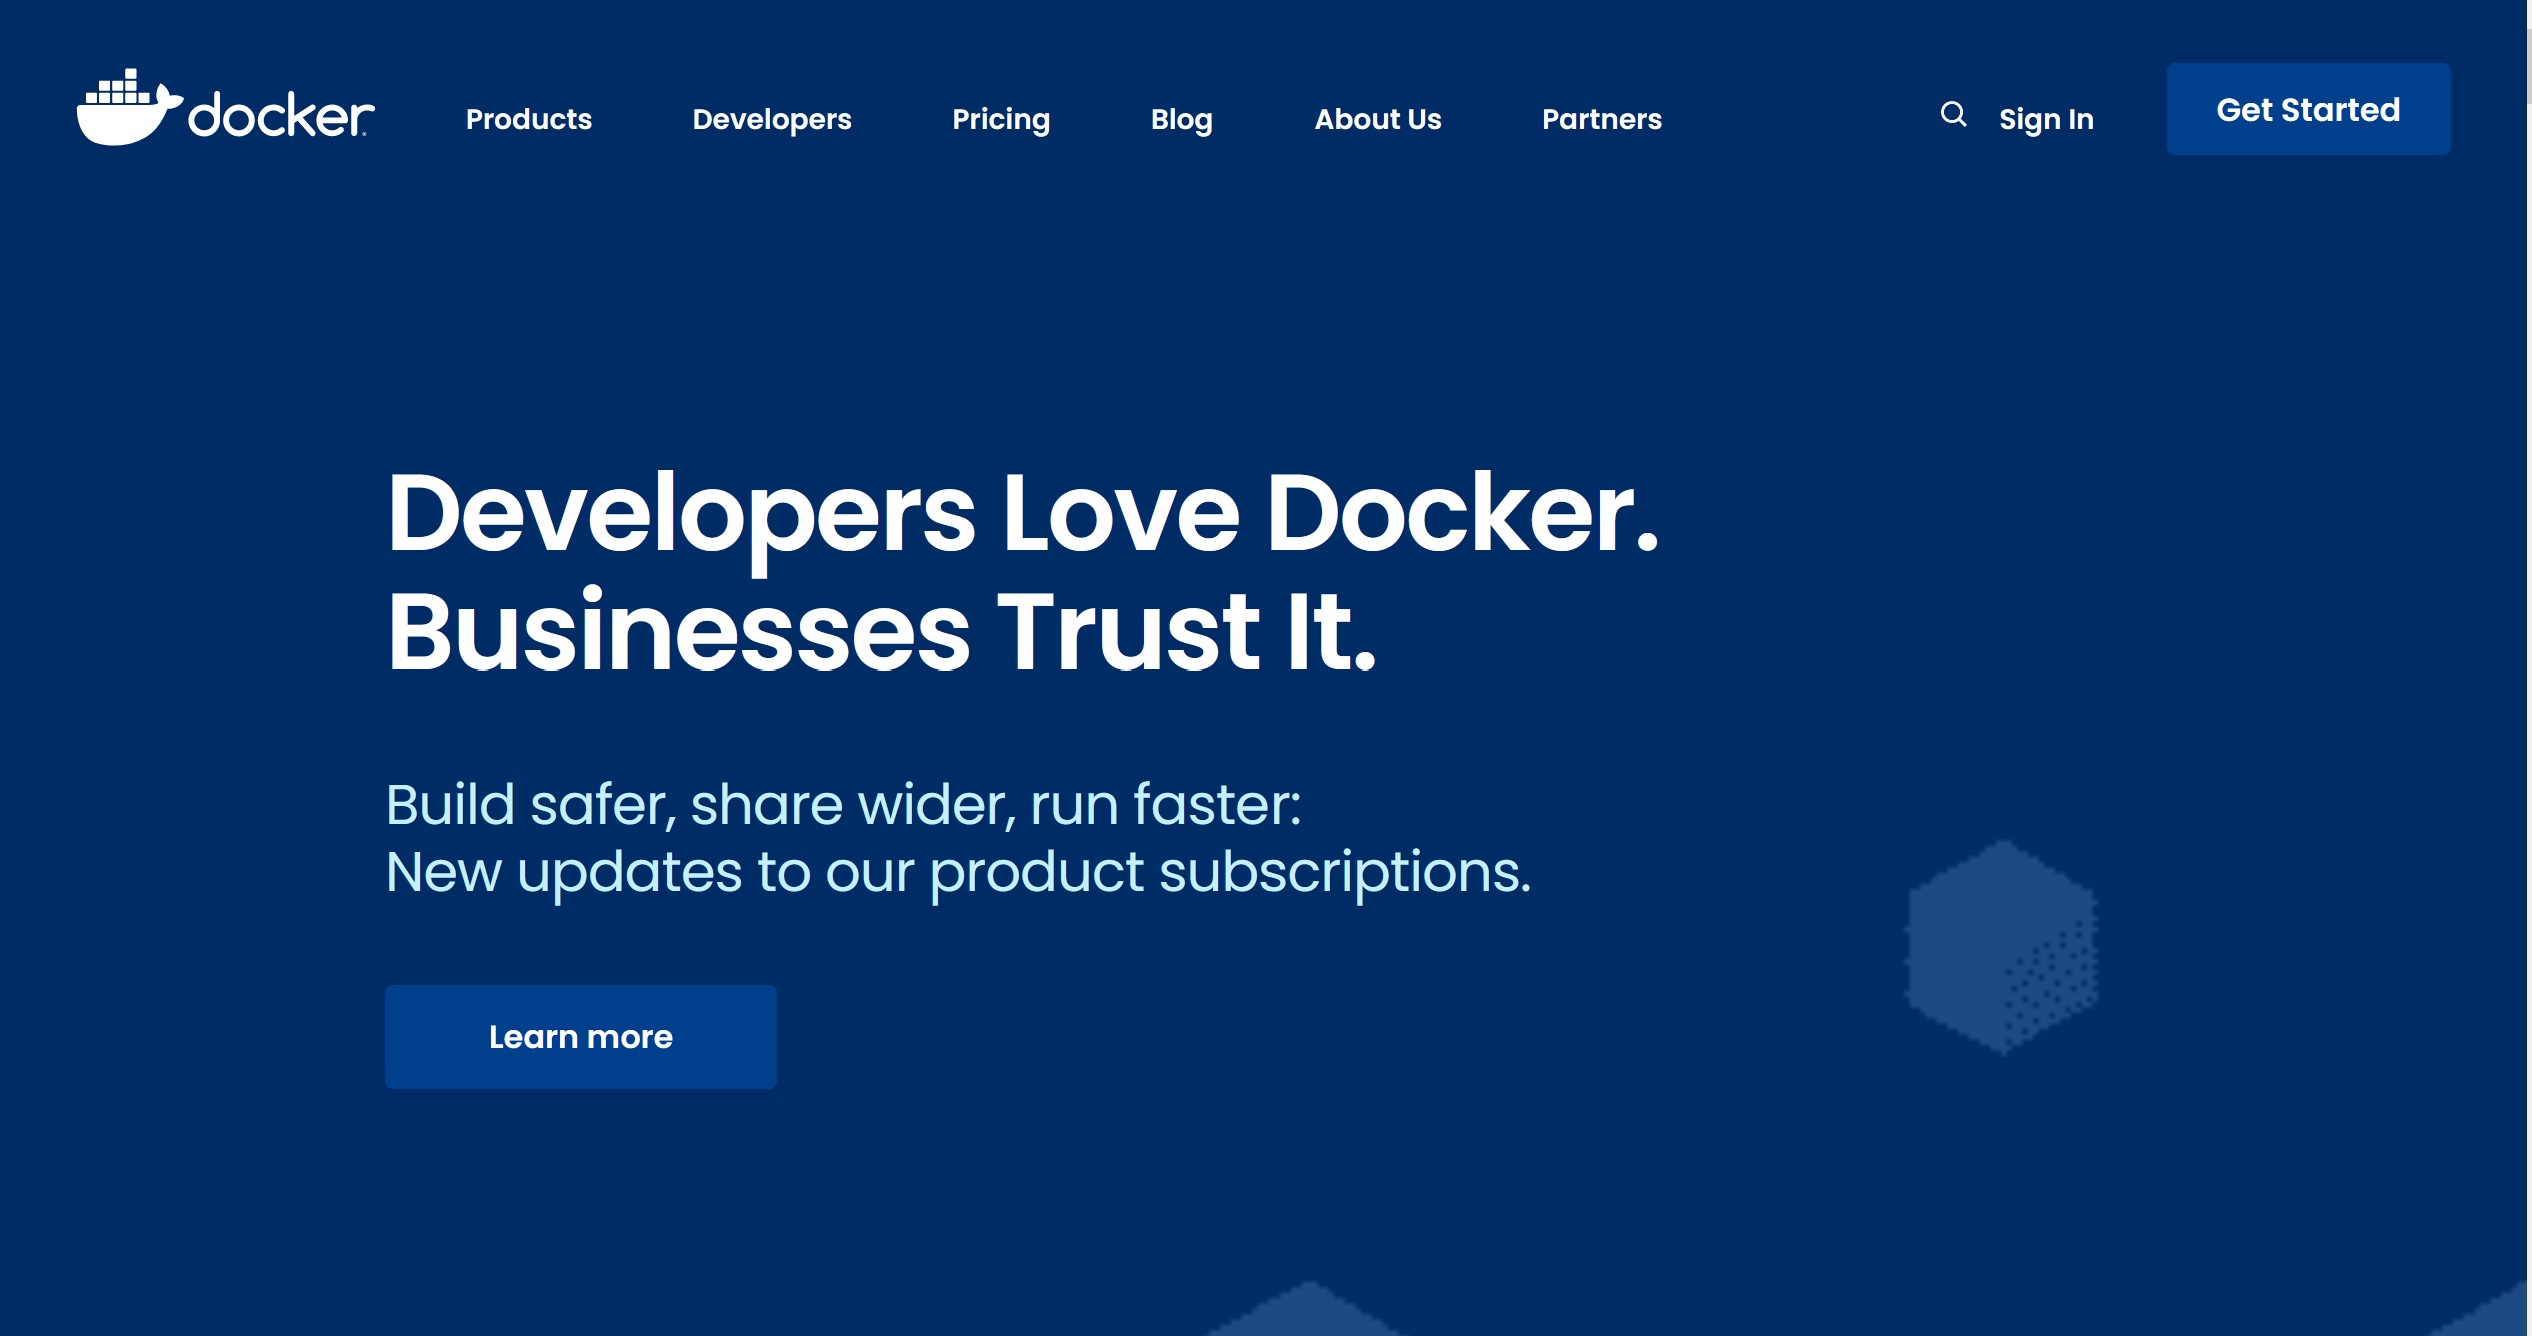 docker
Products Developers Pricing Blog About Us Partners Sign In Get Started
Developers Love Docker.
Businesses Trust It.
Build safer, share wider, run faster:
New updates to our product subscriptions.
Learn more